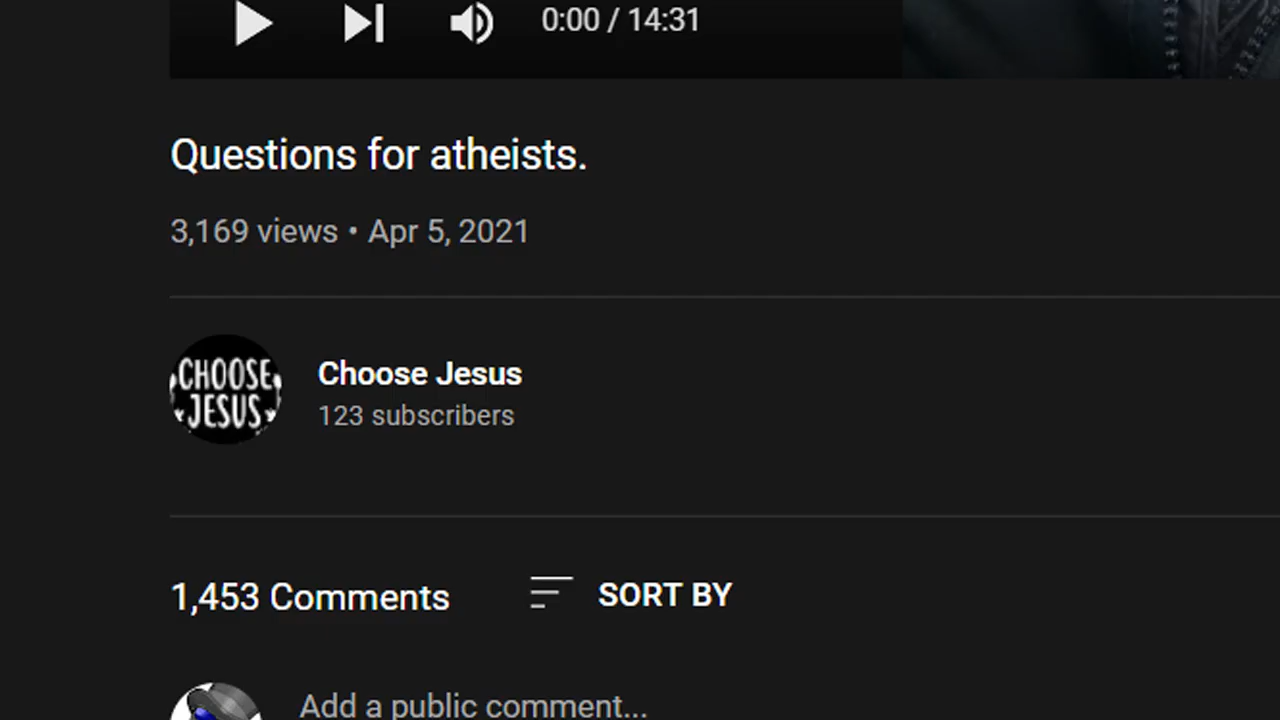 0:00 / 14:31
Questions for atheists.
3,169 views • Apr 5, 2021
CHOOSE
JESUS
Choose Jesus
123 subscribers
1,453 Comments
SORT BY
Add a public comment...